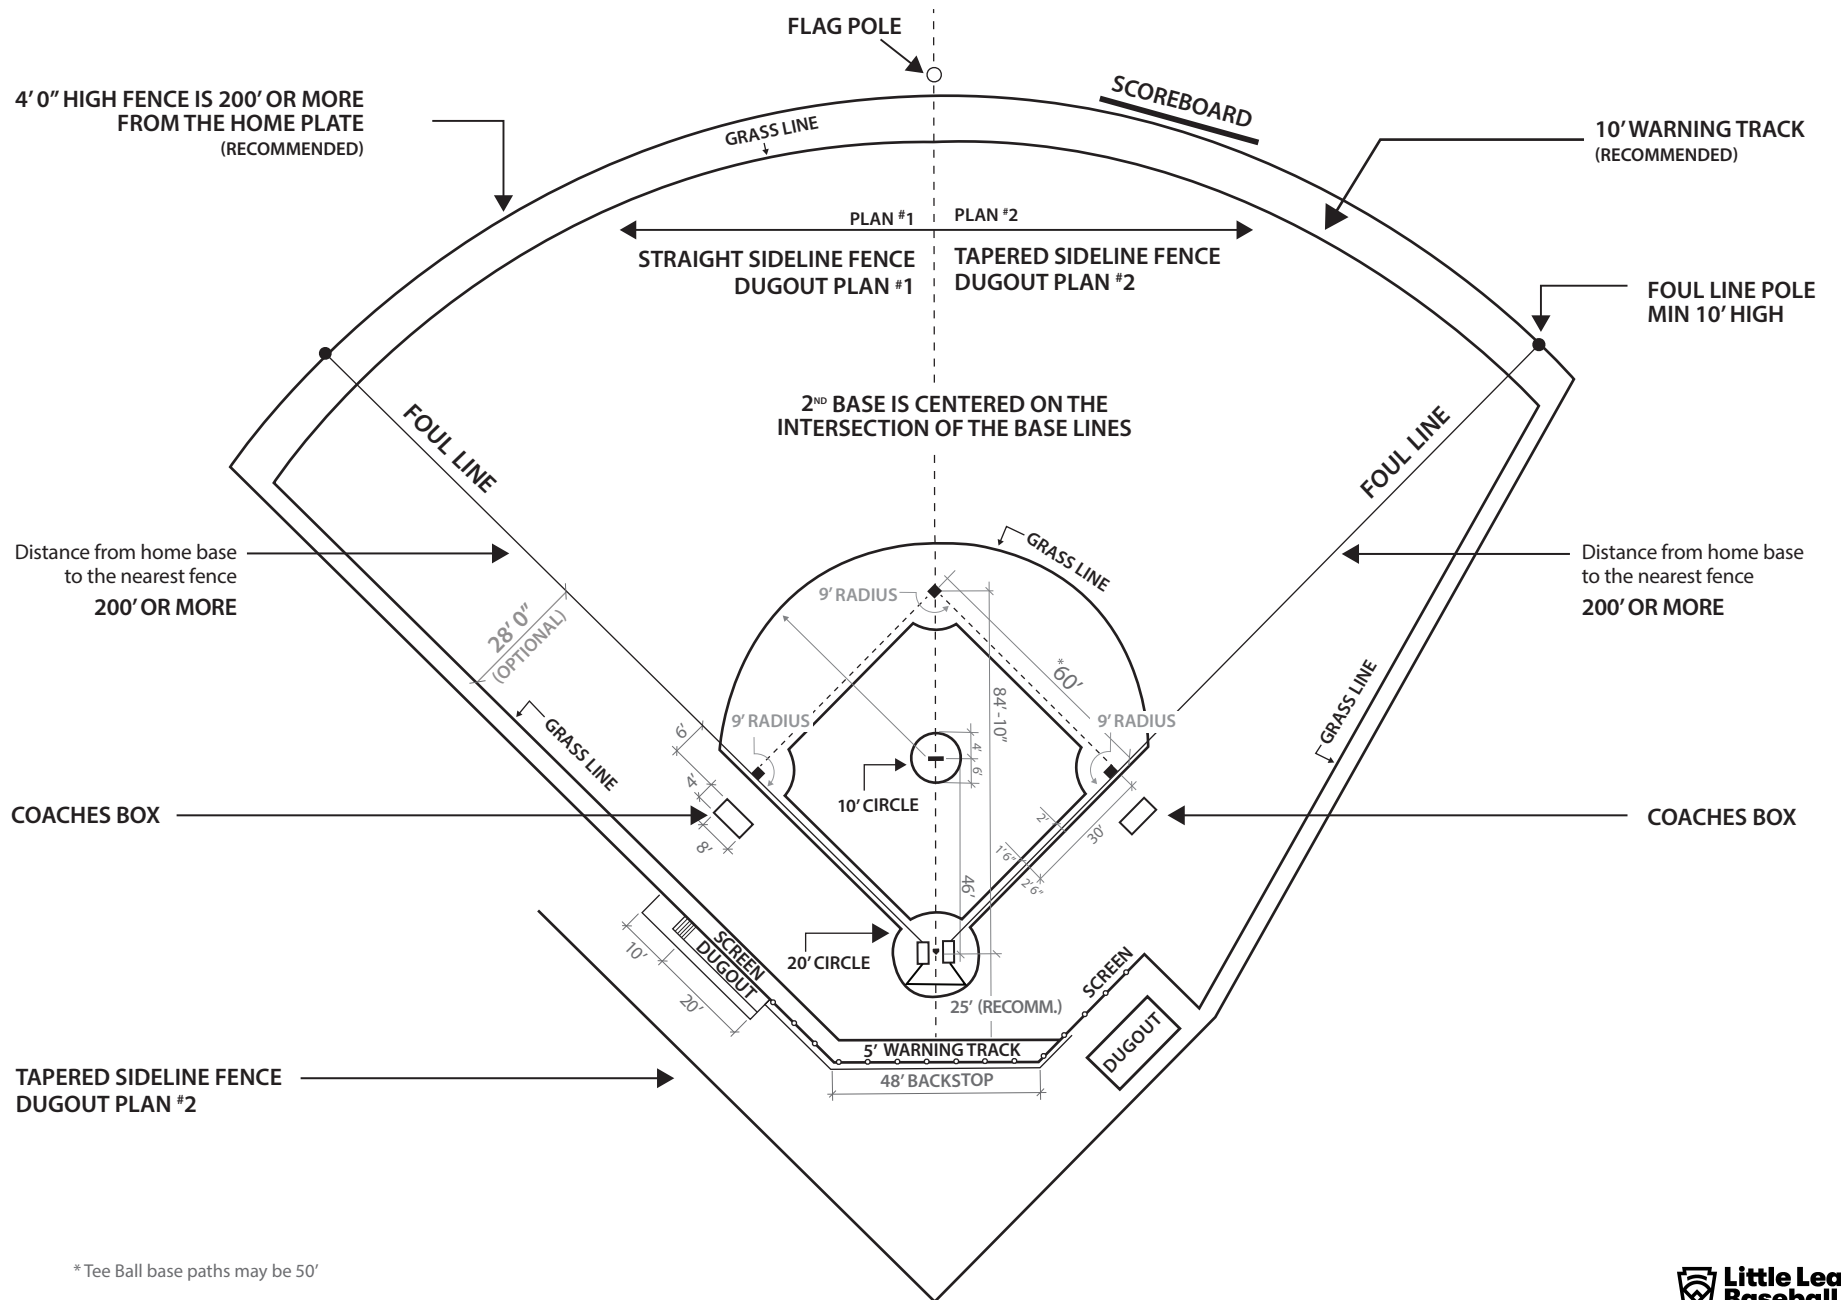 FLAG POLE
4' 0" HIGH FENCE IS 200' OR MORE
FROM THE HOME PLATE
(RECOMMENDED)
GRASS LINE
SCOREBOARD
10' WARNING TRACK
(RECOMMENDED)
PLAN #1
PLAN #2
STRAIGHT SIDELINE FENCE
DUGOUT PLAN #1
TAPERED SIDELINE FENCE
DUGOUT PLAN #2
FOUL LINE POLE
MIN 10' HIGH
2ND BASE IS CENTERED ON THE
INTERSECTION OF THE BASE LINES
FOUL LINE
FOUL LINE
Distance from home base
to the nearest fence
200' OR MORE
GRASS LINE
Distance from home base
to the nearest fence
200' OR MORE
28' 0"
(OPTIONAL)
9' RADIUS
*60'
84'-10"
9' RADIUS
9' RADIUS
GRASS LINE
GRASS LINE
6'
4'
8'
4'
6'
10' CIRCLE
COACHES BOX
COACHES BOX
2'
30'
1'6"
2'6"
46'
20' CIRCLE
SCREEN
DUGOUT
10'
20'
SCREEN
25' (RECOMM.)
DUGOUT
5' WARNING TRACK
48' BACKSTOP
TAPERED SIDELINE FENCE
DUGOUT PLAN #2
* Tee Ball base paths may be 50'
Little Lea
Baseball